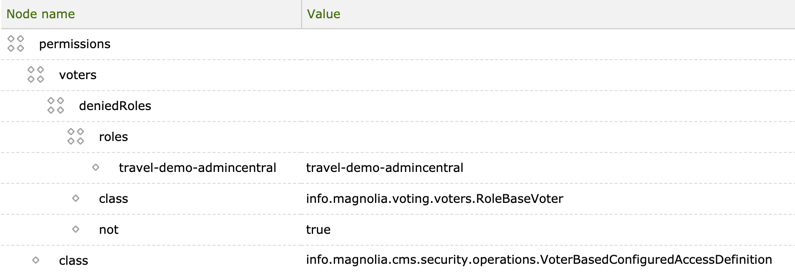 Node name Value
permissions
voters
deniedRoles
roles
travel-demo-admincentral travel-demo-admincentral
class info.magnolia.voting.voters.RoleBaseVoter
not true
class info.magnolia.cms.security.operations.VoterBasedConfiguredAccessDefinition